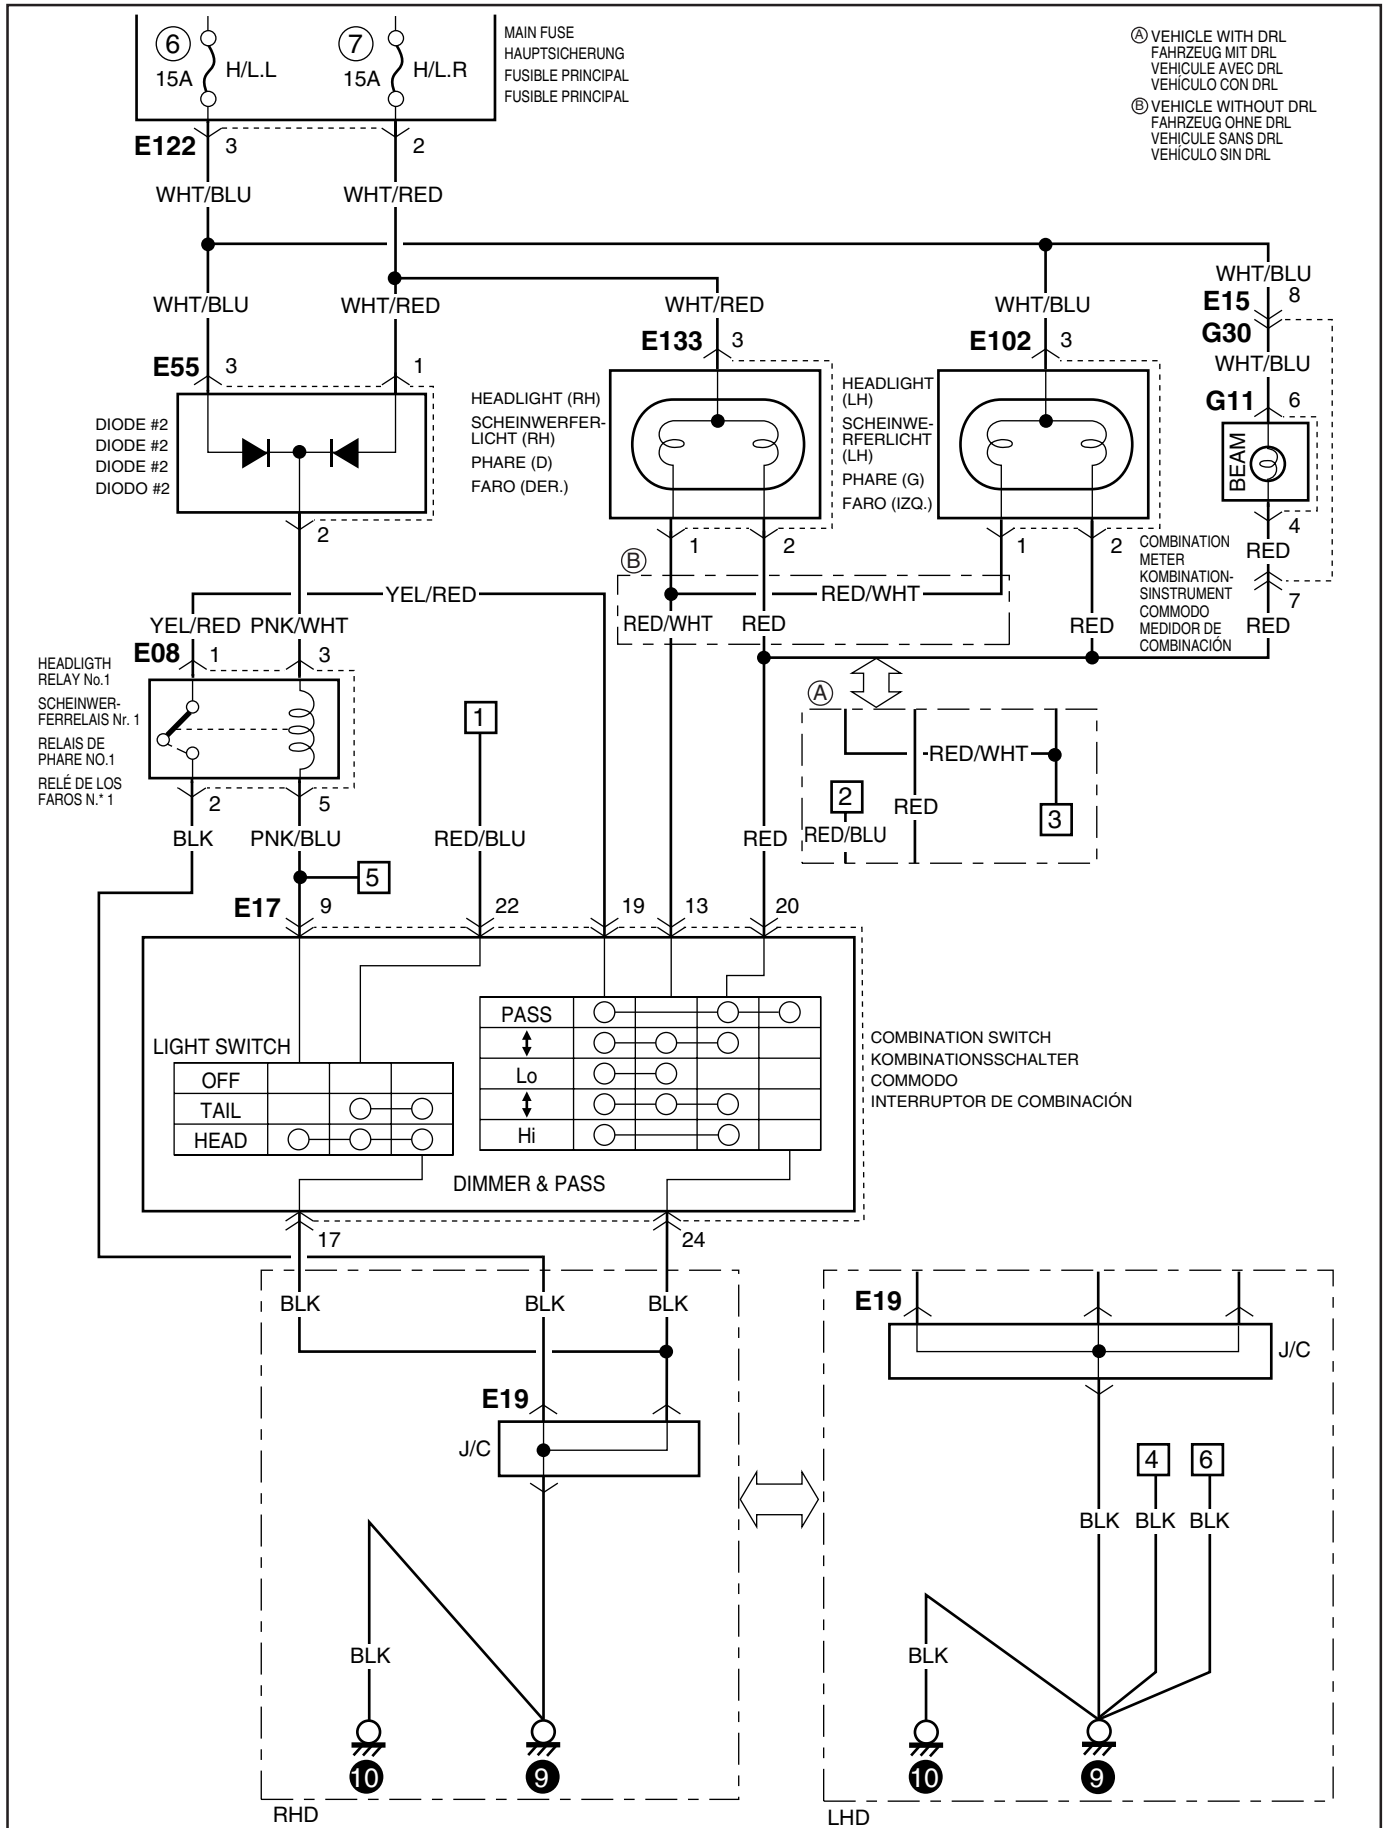 6
15A
H/L.L
7
15A
H/L.R
MAIN FUSE
HAUPTSICHERUNG
FUSIBLE PRINCIPAL
FUSIBLE PRINCIPAL
Ⓐ VEHICLE WITH DRL
FAHRZEUG MIT DRL
VEHICULE AVEC DRL
VEHÍCULO CON DRL
Ⓑ VEHICLE WITHOUT DRL
FAHRZEUG OHNE DRL
VEHICULE SANS DRL
VEHÍCULO SIN DRL
E122 3 2
WHT/BLU WHT/RED
WHT/BLU WHT/RED WHT/RED WHT/BLU
WHT/BLU
E15 8
G30
WHT/BLU
G11 6
BEAM
4
RED
7
RED
E55 3 1
E133 3
E102 3
DIODE #2
DIODE #2
DIODE #2
DIODO #2
2
HEADLIGHT (RH)
SCHEINWERFER-
LICHT (RH)
PHARE (D)
FARO (DER.)
HEADLIGHT
(LH)
SCHEINWE-
RFERLICHT
(LH)
PHARE (G)
FARO (IZQ.)
1 2 1 2
COMBINATION
METER
KOMBINATION-
SINSTRUMENT
COMMODO
MEDIDOR DE
COMBINACIÓN
Ⓑ
YEL/RED RED/WHT
YEL/RED PNK/WHT RED/WHT RED RED
E08 1 3
HEADLIGTH
RELAY No.1
SCHEINWER-
FERRELAIS Nr. 1
RELAIS DE
PHARE NO.1
RELÉ DE LOS
FAROS N.* 1
2 5
1
Ⓐ
RED/WHT
2 RED 3
RED/BLU
BLK PNK/BLU RED/BLU RED
5
E17 9 22 19 13 20
LIGHT SWITCH
OFF
TAIL
HEAD
PASS
↕
Lo
↕
Hi
DIMMER & PASS
COMBINATION SWITCH
KOMBINATIONSSCHALTER
COMMODO
INTERRUPTOR DE COMBINACIÓN
17 24
BLK BLK BLK
E19
J/C
BLK
10 9
RHD
E19
J/C
4 6
BLK BLK BLK
BLK
10 9
LHD